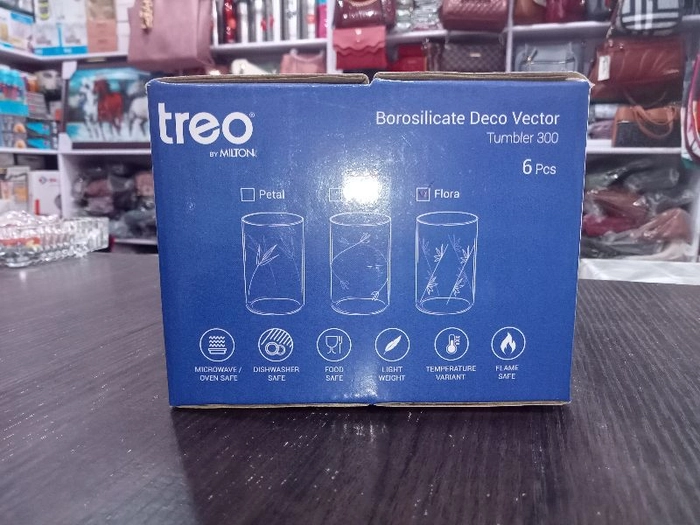 treo®
BY MILTON
Borosilicate Deco Vector
Tumbler 300
6 Pcs
Petal
Flora
MICROWAVE /
OVEN SAFE
DISHWASHER
SAFE
FOOD
SAFE
LIGHT
WEIGHT
TEMPERATURE
VARIANT
FLAME
SAFE